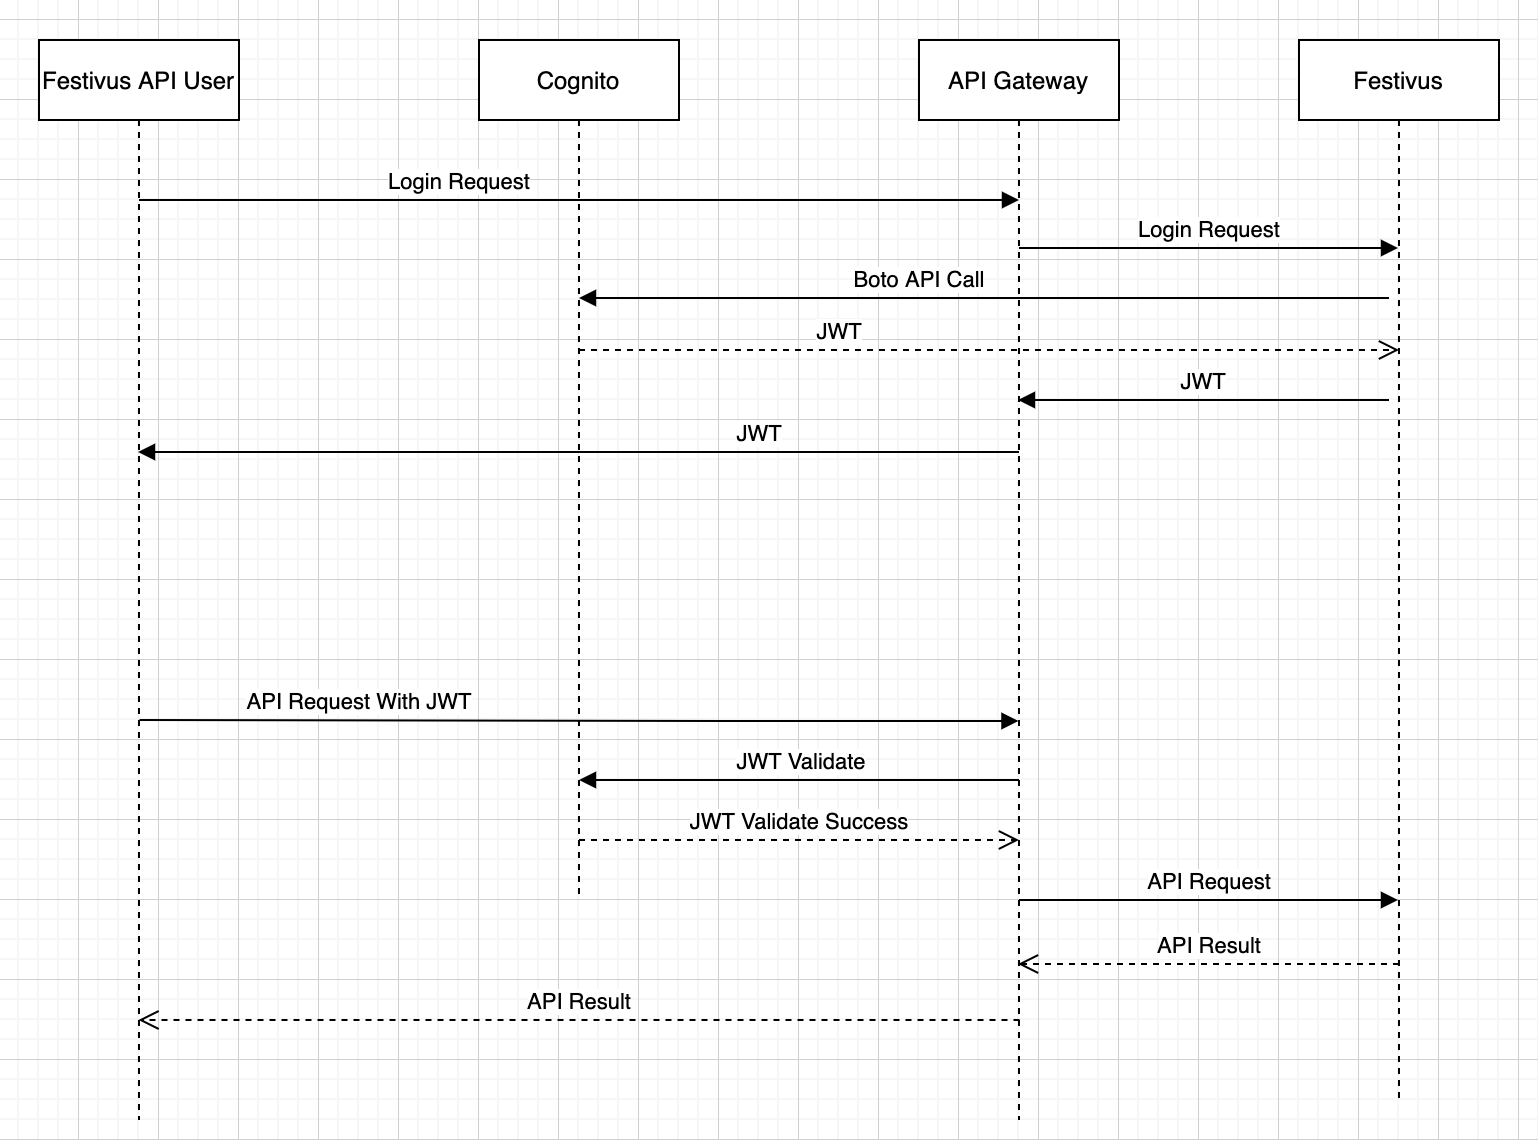 Festivus API User
Cognito
API Gateway
Festivus
Login Request
Login Request
Boto API Call
JWT
JWT
JWT
API Request With JWT
JWT Validate
JWT Validate Success
API Request
API Result
API Result